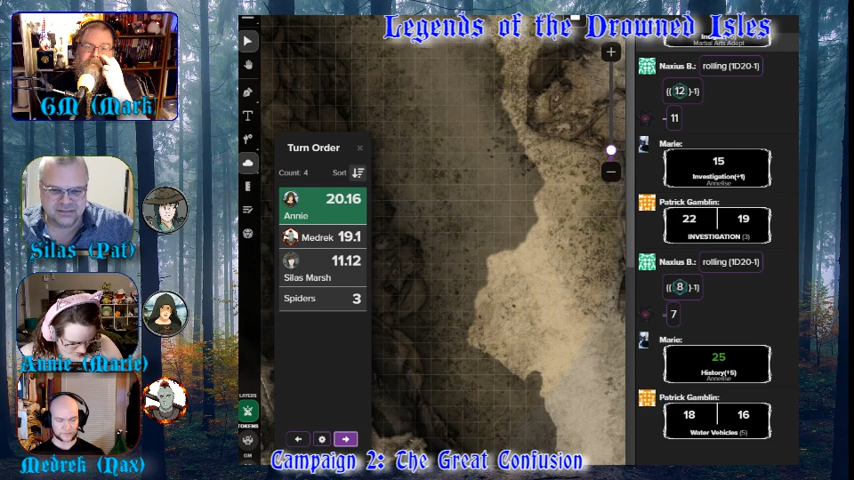 Legends of the Drowned Isles
GM (Mark
Silas (Pat)
Annie (Marie)
Medrek (Nax)
Turn Order
Count: 4
Sort
20.16
Annie
Medrek 19.1
11.12
Silas Marsh
Spiders 3
LAYERS
TOKENS
GM
Martial Arts Adept
Naxius B.: rolling [1D20-1]
(( 12 )-1)
= 11
Marie:
15
Investigation(+1)
Annelise
Patrick Gamblin:
22 19
INVESTIGATION (3)
Naxius B.: rolling [1D20-1]
(( 8 )-1)
= 7
Marie:
25
History(+5)
Annelise
Patrick Gamblin:
18 16
Water Vehicles (5)
Campaign 2: The Great Confusion